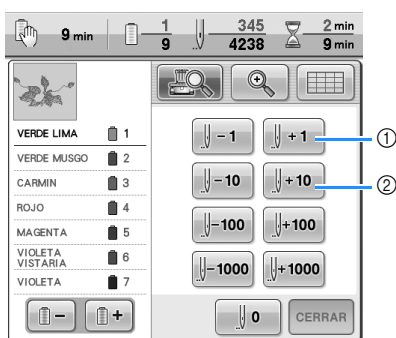 9 min
1
9
345
4238
2 min
9 min
VERDE LIMA 1
VERDE MUSGO 2
CARMIN 3
ROJO 4
MAGENTA 5
VIOLETA
VISTARIA 6
VIOLETA 7
− +
−1 +1 ①
−10 +10 ②
−100 +100
−1000 +1000
0 CERRAR